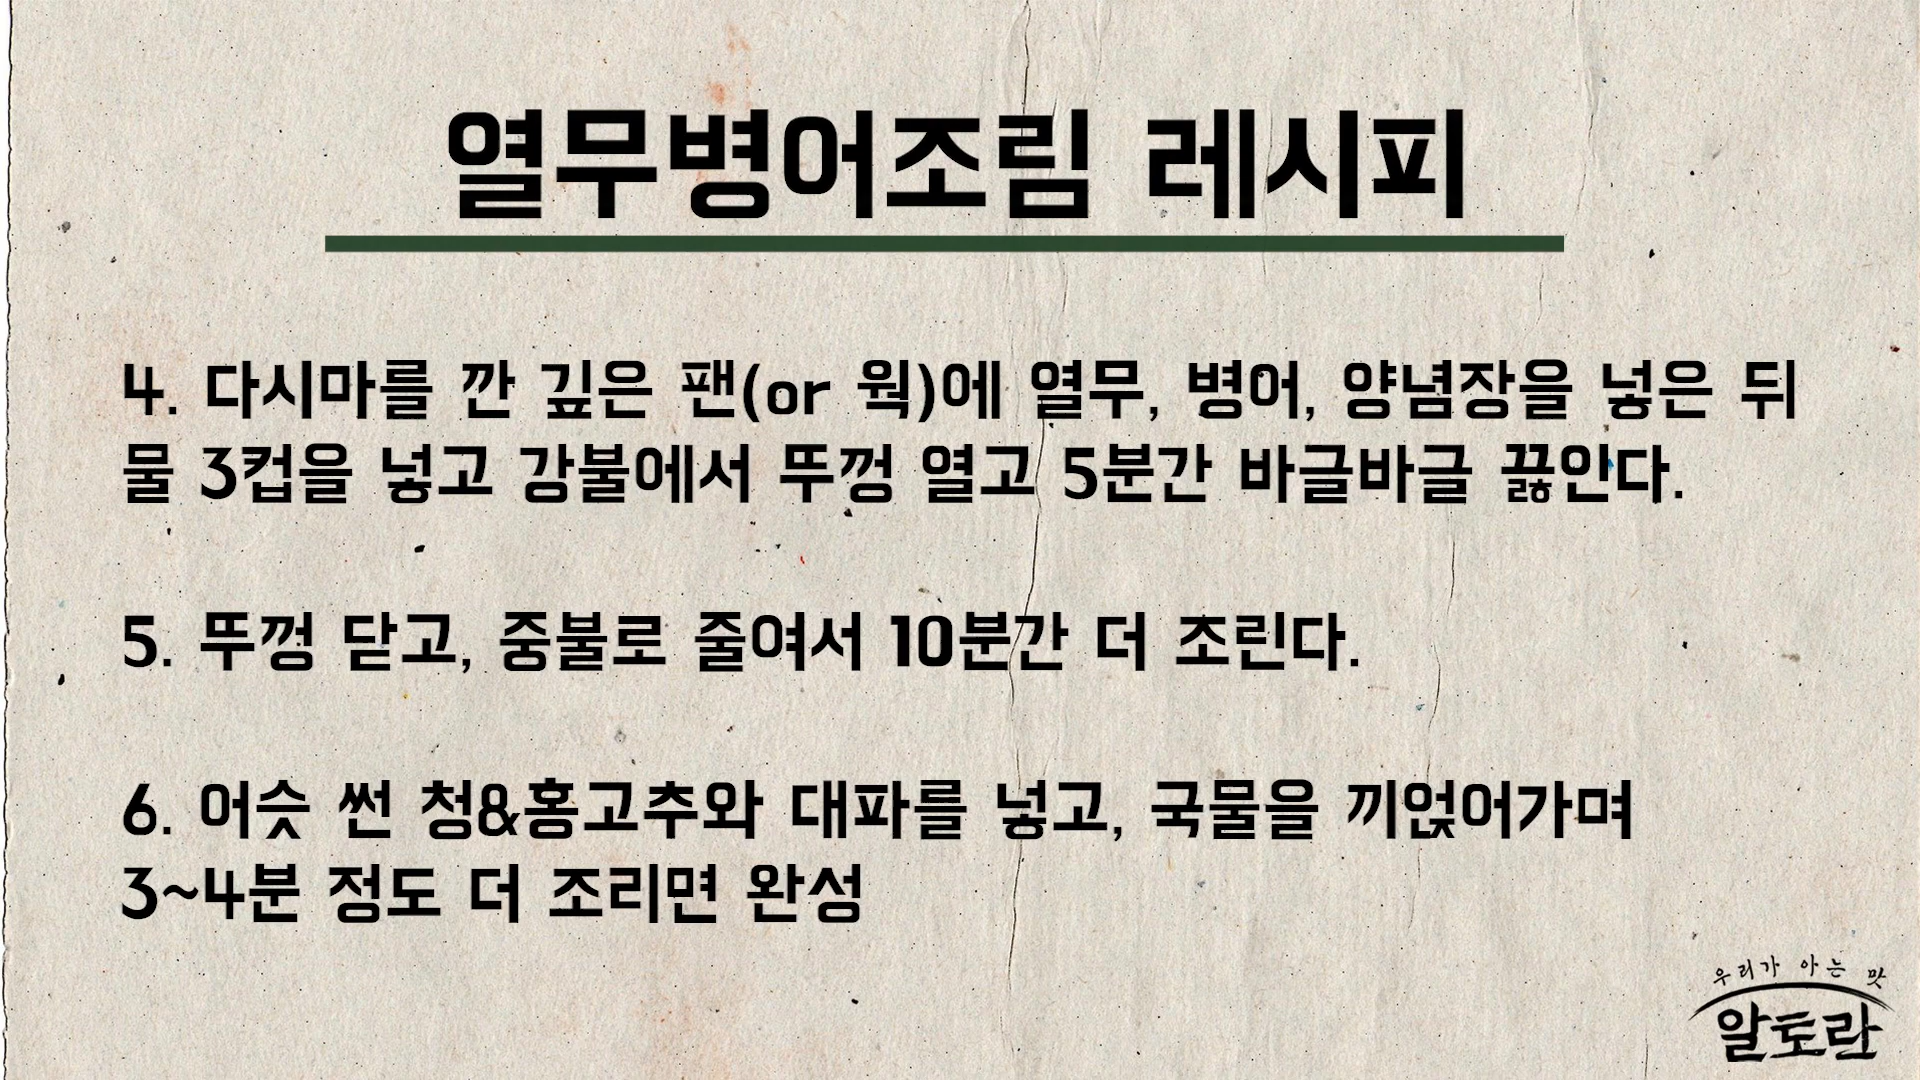 열무병어조림 레시피
4. 다시마를 깐 깊은 팬(or 웍)에 열무, 병어, 양념장을 넣은 뒤
물 3컵을 넣고 강불에서 뚜껑 열고 5분간 바글바글 끓인다.
5. 뚜껑 닫고, 중불로 줄여서 10분간 더 조린다.
6. 어슷 썬 청&홍고추와 대파를 넣고, 국물을 끼얹어가며
3~4분 정도 더 조리면 완성
우리가 아는 맛
알토란